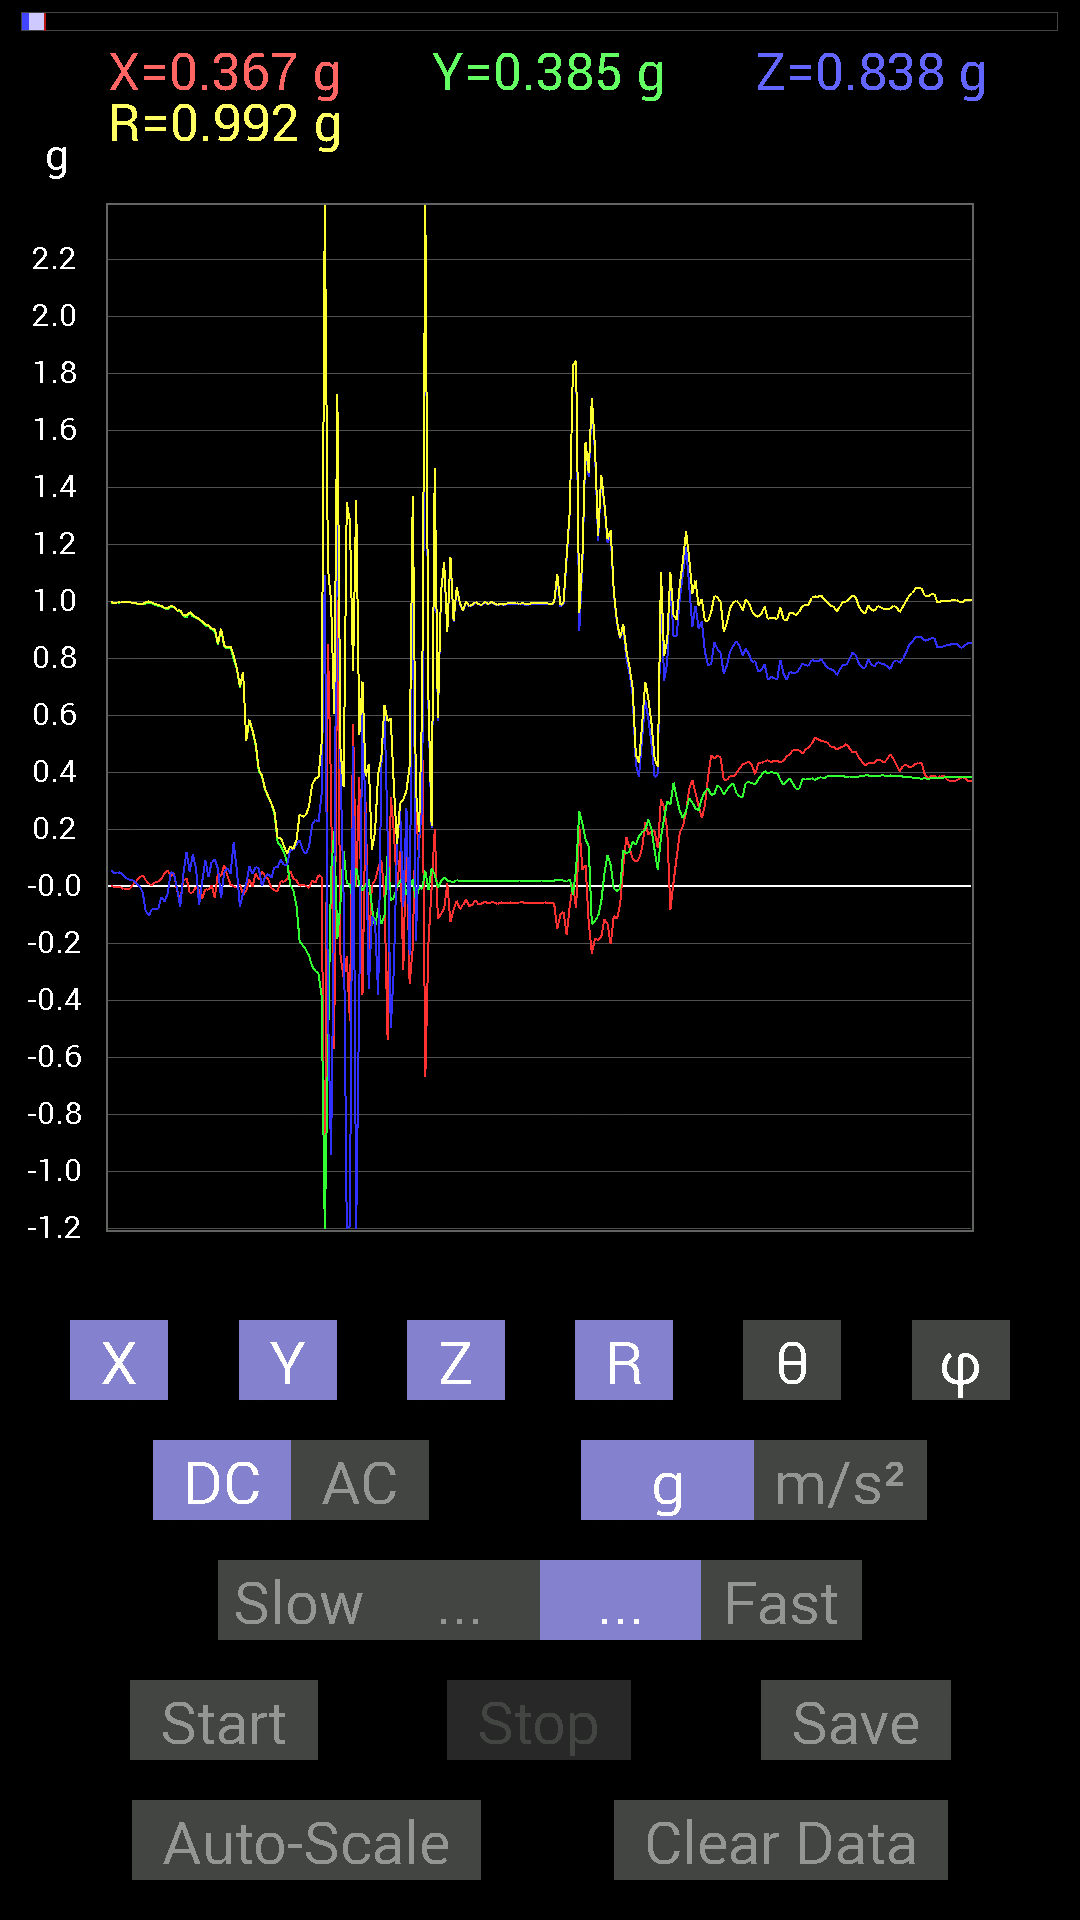 X=0.367 g Y=0.385 g Z=0.838 g
R=0.992 g
g
2.2
2.0
1.8
1.6
1.4
1.2
1.0
0.8
0.6
0.4
0.2
-0.0
-0.2
-0.4
-0.6
-0.8
-1.0
-1.2
X Y Z R θ φ
DC AC g m/s²
Slow ... ... Fast
Start Stop Save
Auto-Scale Clear Data